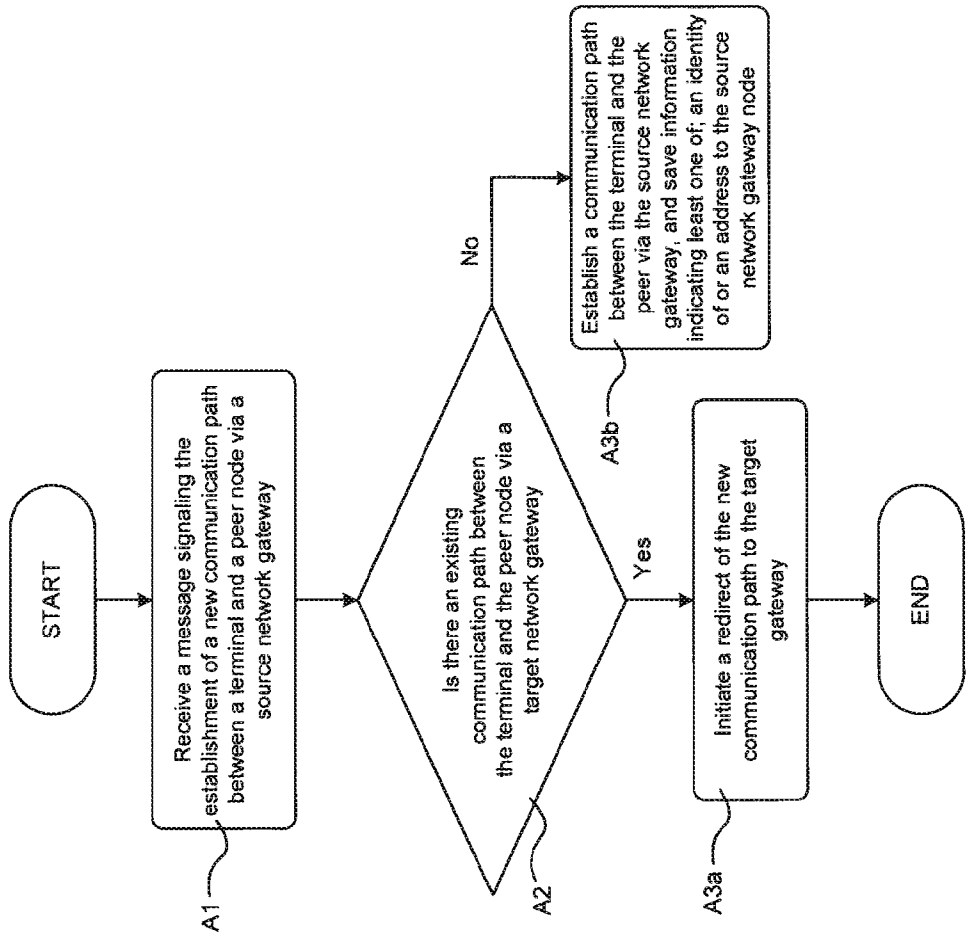 START
Receive a message signaling the
establishment of a new communication path
between a terminal and a peer node via a
source network gateway
A1
Is there an existing
communication path between
the terminal and the peer node via a
target network gateway
A2
No
Establish a communication path
between the terminal and the
peer via the source network
gateway, and save information
indicating least one of; an identity
of or an address to the source
network gateway node
A3b
Yes
Initiate a redirect of the new
communication path to the target
gateway
A3a
END